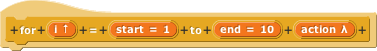 + for + i ↑ + = + start = 1 + to + end = 10 + action λ +